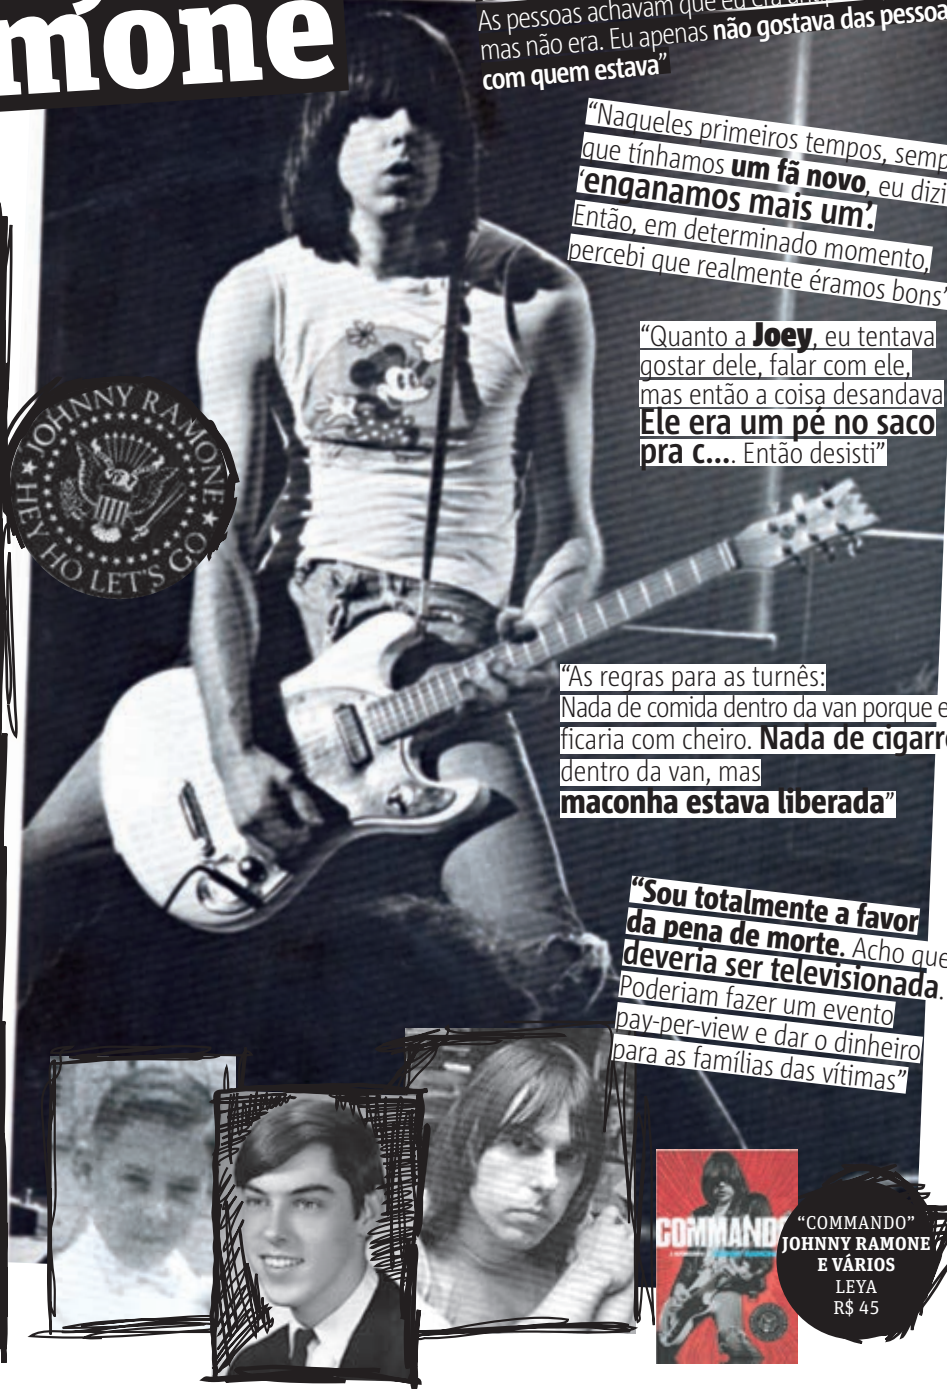 mone
As pessoas achavam que eu era
mas não era. Eu apenas não gostava das pessoa
com quem estava”
“Naqueles primeiros tempos, semp
que tínhamos um fã novo, eu dizi
‘enganamos mais um’.
Então, em determinado momento,
percebi que realmente éramos bons”
“Quanto a Joey, eu tentava
gostar dele, falar com ele,
mas então a coisa desandava
Ele era um pé no saco
pra c.... Então desisti”
JOHNNY RAMONE
HEY HO LET'S GO
“As regras para as turnês:
Nada de comida dentro da van porque e
ficaria com cheiro. Nada de cigarr
dentro da van, mas
maconha estava liberada”
“Sou totalmente a favor
da pena de morte. Acho que
deveria ser televisionada.
Poderiam fazer um evento
pay-per-view e dar o dinheiro
para as famílias das vítimas”
COMMAND
“COMMANDO”
JOHNNY RAMONE
E VÁRIOS
LEYA
R$ 45